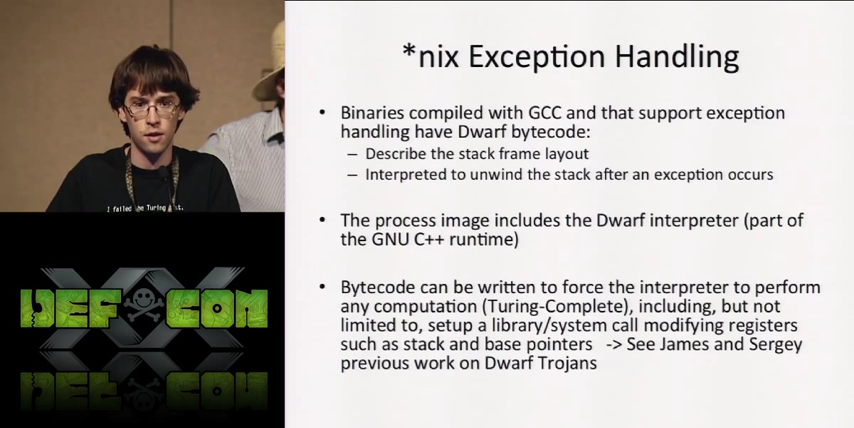 *nix Exception Handling
• Binaries compiled with GCC and that support exception
handling have Dwarf bytecode:
– Describe the stack frame layout
– Interpreted to unwind the stack after an exception occurs
• The process image includes the Dwarf interpreter (part of
the GNU C++ runtime)
• Bytecode can be written to force the interpreter to perform
any computation (Turing-Complete), including, but not
limited to, setup a library/system call modifying registers
such as stack and base pointers -> See James and Sergey
previous work on Dwarf Trojans
I failed the Turing
XX
DEF CON